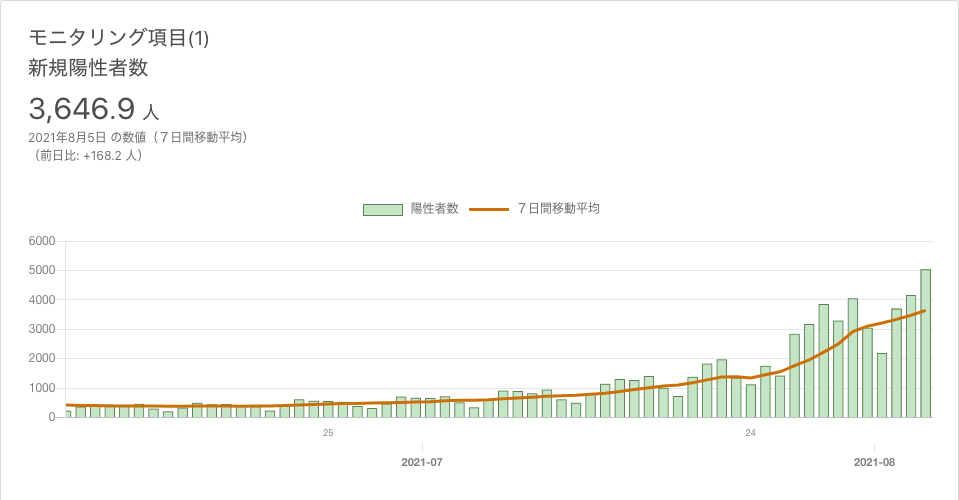 モニタリング項目(1)
新規陽性者数
3,646.9 人
2021年8月5日 の数値（７日間移動平均）
（前日比: +168.2 人）
陽性者数 ７日間移動平均
6000
5000
4000
3000
2000
1000
0
25 24
2021-07 2021-08